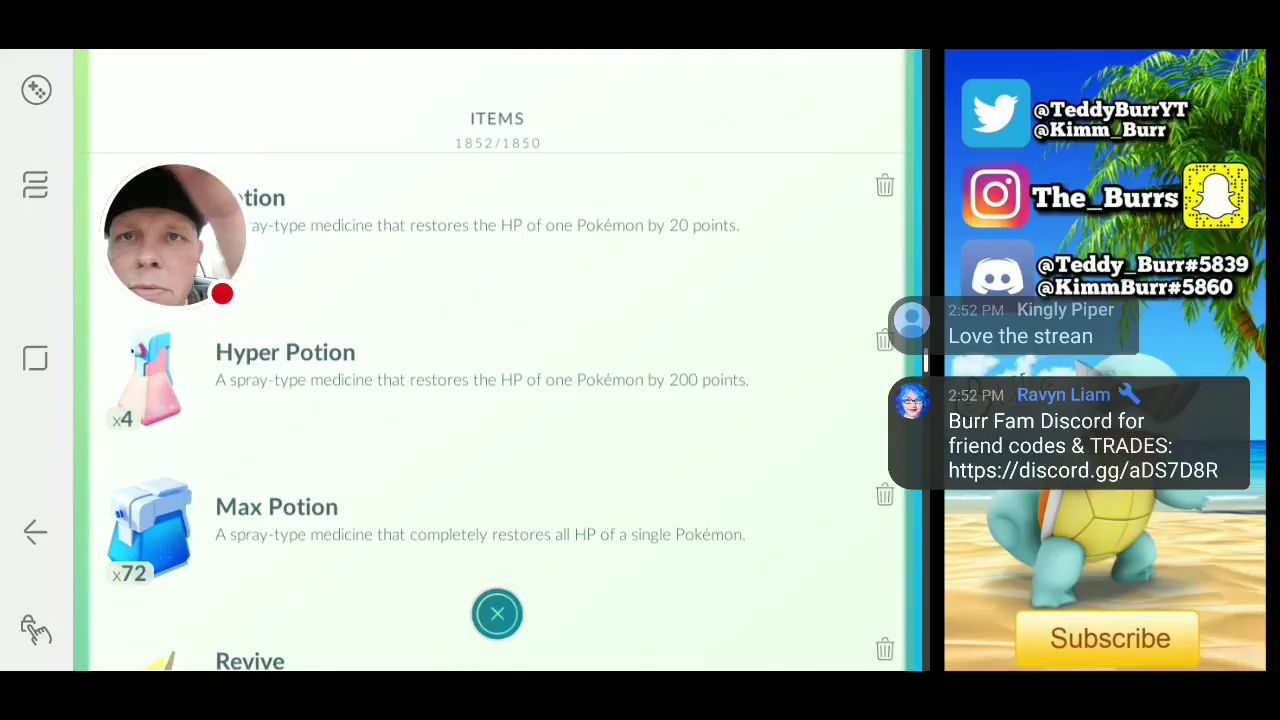 ITEMS
1852/1850
tion
ay-type medicine that restores the HP of one Pokémon by 20 points.
Hyper Potion
A spray-type medicine that restores the HP of one Pokémon by 200 points.
x4
Max Potion
A spray-type medicine that completely restores all HP of a single Pokémon.
x72
Revive
@TeddyBurrYT
@Kimm_Burr
The_Burrs
@Teddy_Burr#5839
@KimmBurr#5860
2:52 PM Kingly Piper
Love the strean
2:52 PM Ravyn Liam
Burr Fam Discord for
friend codes & TRADES:
https://discord.gg/aDS7D8R
Subscribe